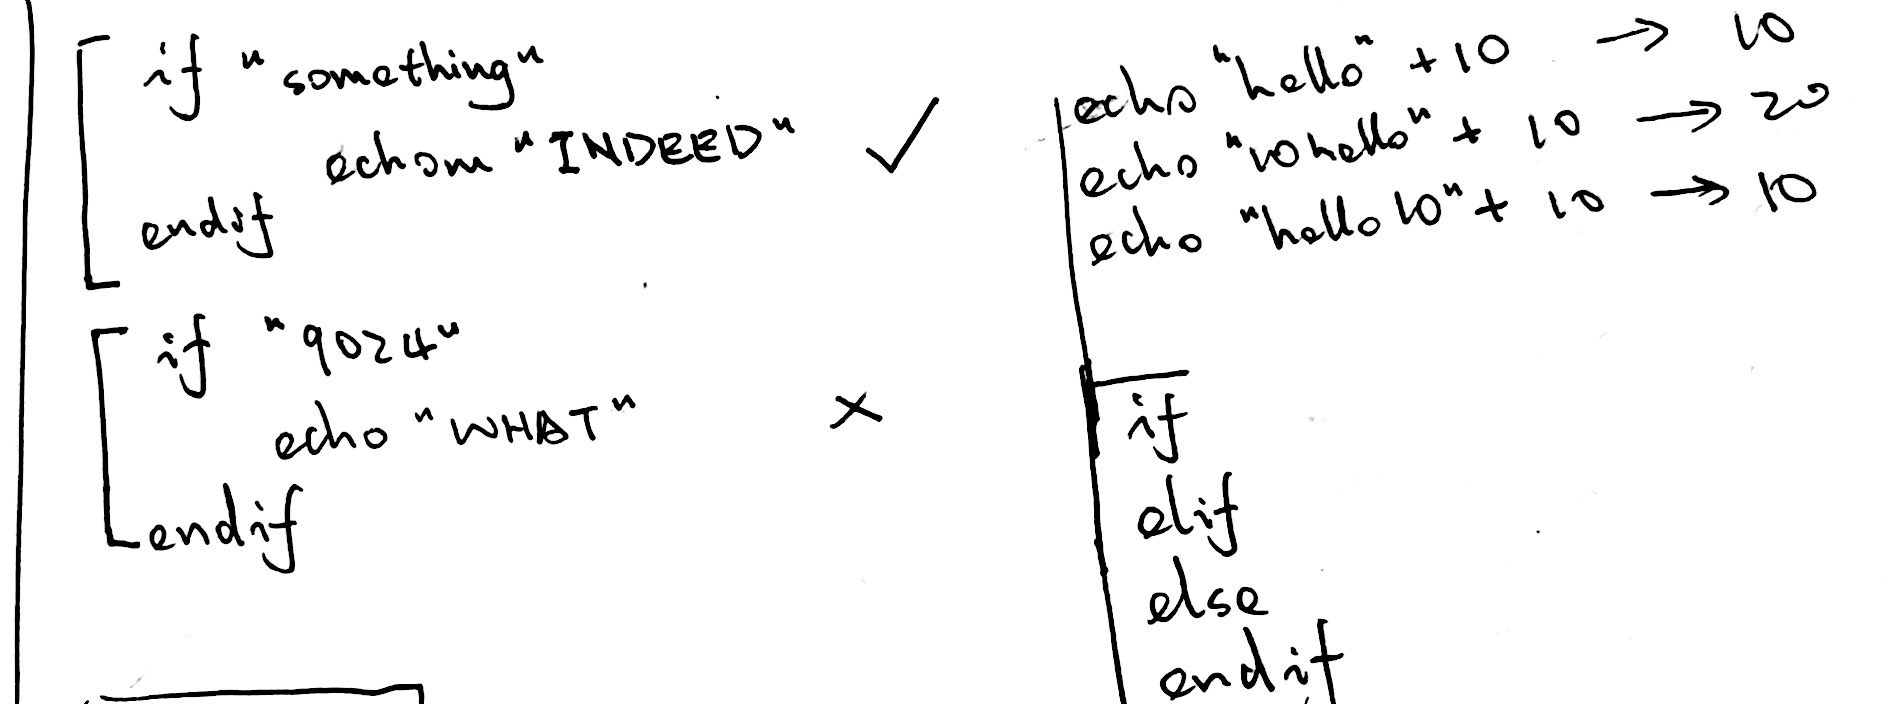 if "something"
echom "INDEED" ✓
endif
if "9024"
echo "WHAT" ×
endif
echo "hello" + 10 → 10
echo "10hello" + 10 → 20
echo "hello10" + 10 → 10
if
elif
else
endif